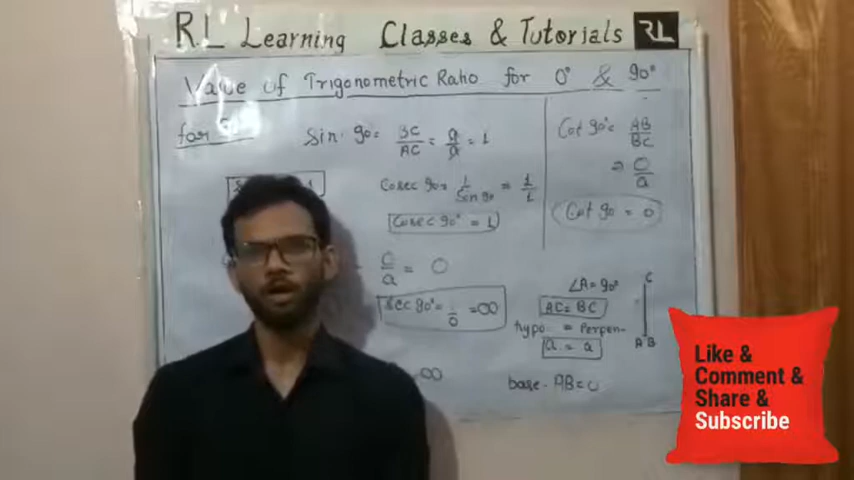 RL Learning Classes & Tutorials RL
Value of Trigonometric Ratio for 0° & 90°
for
Sin 90 = BC/AC = a/a = 1
Cosec 90 = 1/Sin 90 = 1/1
Cosec 90° = 1
0/a = 0
Sec 90° = 1/0 = ∞
∞
Cot 90° = AB/BC
= 0/a
Cot 90 = 0
∠A = 90°
AC = BC
hypo = Perpen-
a = a
base - AB = 0
C
A B
Like &
Comment &
Share &
Subscribe